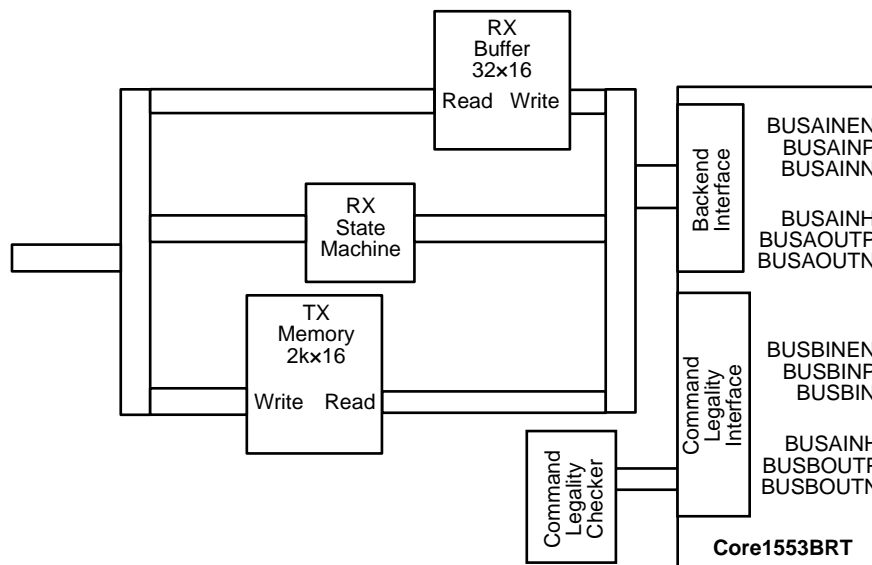 RX
Buffer
32×16
Read Write
RX
State
Machine
TX
Memory
2k×16
Write Read
Command
Legality
Checker
Backend
Interface
Command
Legality
Interface
BUSAINEN
BUSAINP
BUSAINN
BUSAINH
BUSAOUTP
BUSAOUTN
BUSBINEN
BUSBINP
BUSBIN
BUSAINH
BUSBOUTP
BUSBOUTN
Core1553BRT